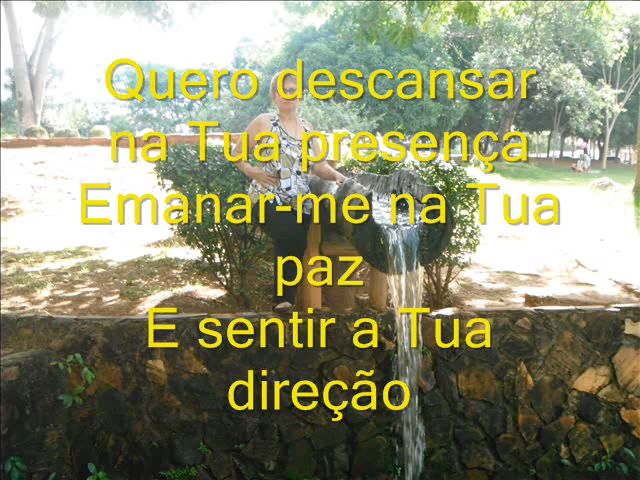 Quero descansar
na Tua presença
Emanar-me na Tua
paz
E sentir a Tua
direção